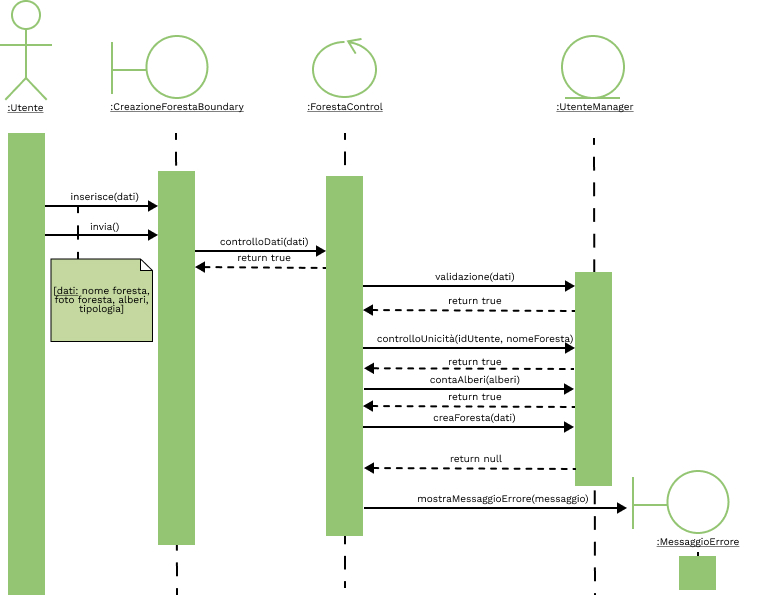 :Utente
:CreazioneForestaBoundary
:ForestaControl
:UtenteManager
inserisce(dati)
invia()
controlloDati(dati)
return true
[dati: nome foresta,
foto foresta, alberi,
tipologia]
validazione(dati)
return true
controlloUnicità(idUtente, nomeForesta)
return true
contaAlberi(alberi)
return true
creaForesta(dati)
return null
mostraMessaggioErrore(messaggio)
:MessaggioErrore